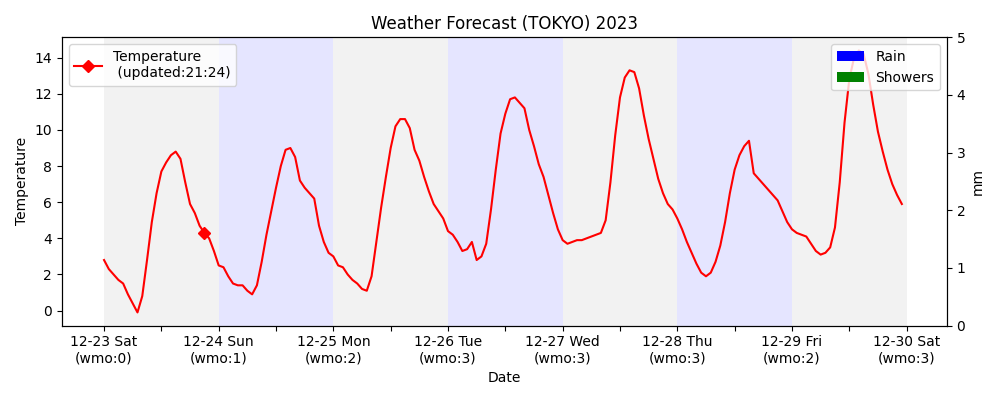 Weather Forecast (TOKYO) 2023
Temperature
(updated:21:24)
Rain
Showers
Temperature
14
12
10
8
6
4
2
0
5
4
3
2
1
0
mm
12-23 Sat
(wmo:0)
12-24 Sun
(wmo:1)
12-25 Mon
(wmo:2)
12-26 Tue
(wmo:3)
12-27 Wed
(wmo:3)
12-28 Thu
(wmo:3)
12-29 Fri
(wmo:2)
12-30 Sat
(wmo:3)
Date